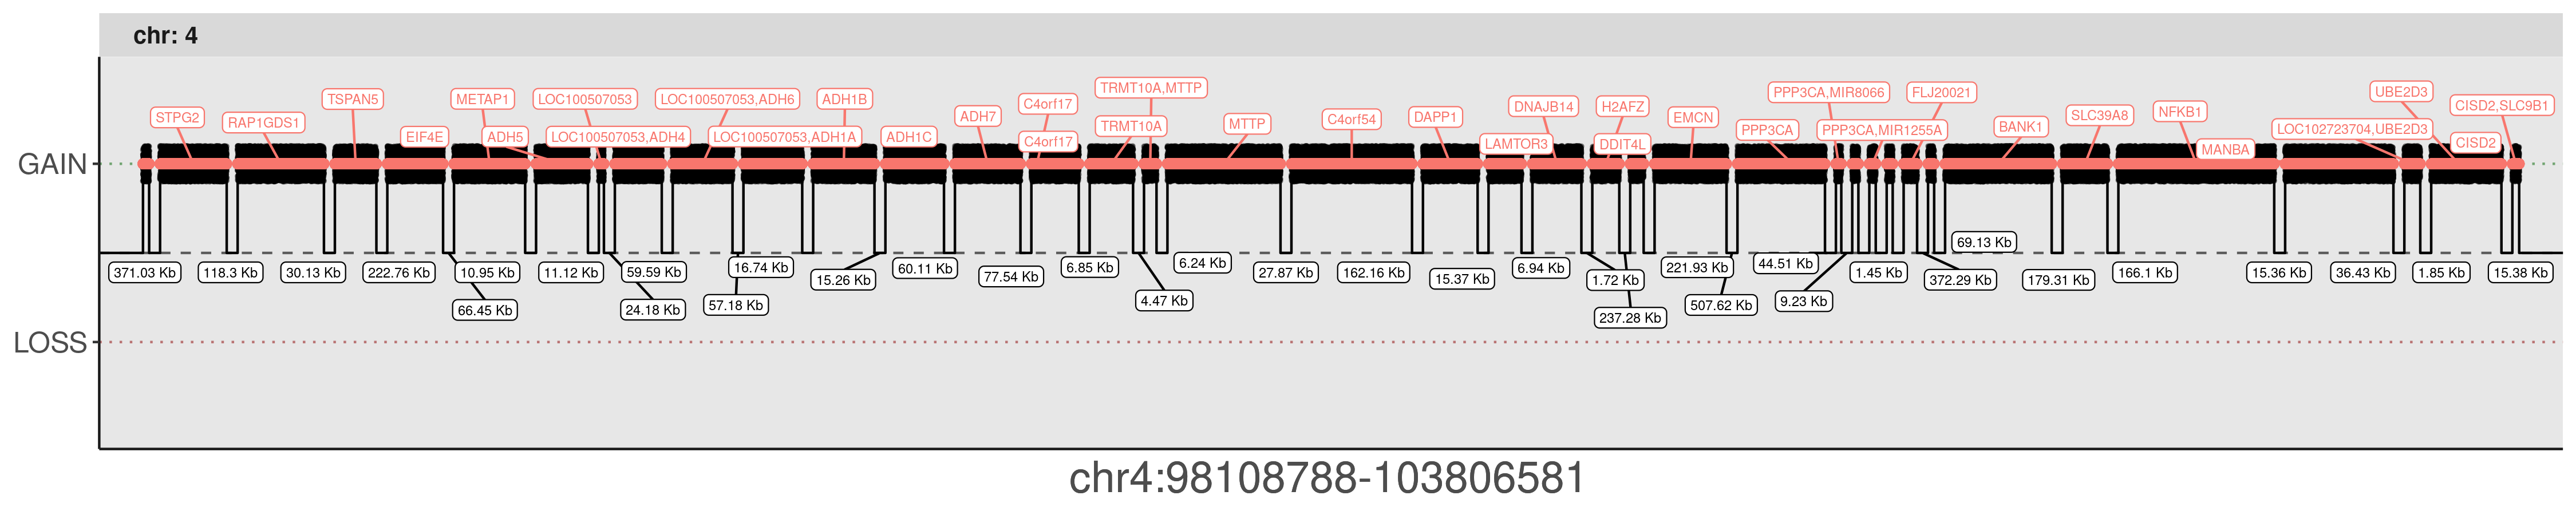 chr: 4
TRMT10A,MTTP
PPP3CA,MIR8066
FLJ20021
UBE2D3
TSPAN5
METAP1
LOC100507053
LOC100507053,ADH6
ADH1B
C4orf17
DNAJB14
H2AFZ
CISD2,SLC9B1
STPG2
RAP1GDS1
ADH7
TRMT10A
MTTP
C4orf54
DAPP1
EMCN
PPP3CA
PPP3CA,MIR1255A
BANK1
SLC39A8
NFKB1
LOC102723704,UBE2D3
EIF4E
ADH5
LOC100507053,ADH4
LOC100507053,ADH1A
ADH1C
C4orf17
LAMTOR3
DDIT4L
MANBA
CISD2
GAIN
69.13 Kb
371.03 Kb
118.3 Kb
30.13 Kb
222.76 Kb
10.95 Kb
11.12 Kb
59.59 Kb
16.74 Kb
15.26 Kb
60.11 Kb
77.54 Kb
6.85 Kb
6.24 Kb
27.87 Kb
162.16 Kb
15.37 Kb
6.94 Kb
1.72 Kb
221.93 Kb
44.51 Kb
1.45 Kb
372.29 Kb
179.31 Kb
166.1 Kb
15.36 Kb
36.43 Kb
1.85 Kb
15.38 Kb
66.45 Kb
24.18 Kb
57.18 Kb
4.47 Kb
237.28 Kb
507.62 Kb
9.23 Kb
LOSS
chr4:98108788-103806581